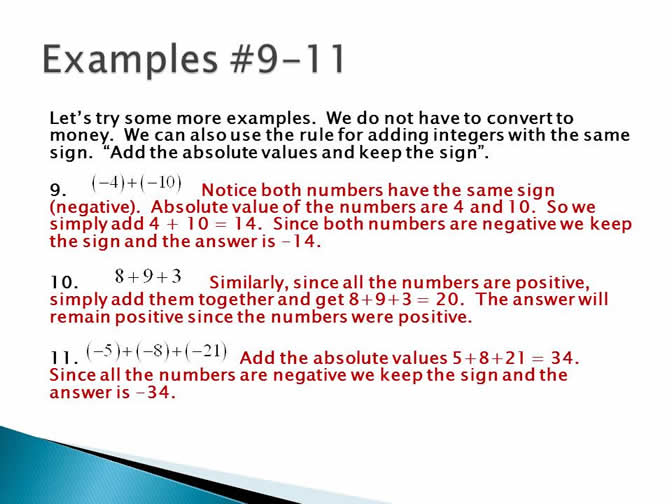 Examples #9-11
Let's try some more examples. We do not have to convert to
money. We can also use the rule for adding integers with the same
sign. “Add the absolute values and keep the sign”.
9. (−4)+(−10) Notice both numbers have the same sign
(negative). Absolute value of the numbers are 4 and 10. So we
simply add 4 + 10 = 14. Since both numbers are negative we keep
the sign and the answer is -14.
10. 8+9+3 Similarly, since all the numbers are positive,
simply add them together and get 8+9+3 = 20. The answer will
remain positive since the numbers were positive.
11. (−5)+(−8)+(−21) Add the absolute values 5+8+21 = 34.
Since all the numbers are negative we keep the sign and the
answer is -34.